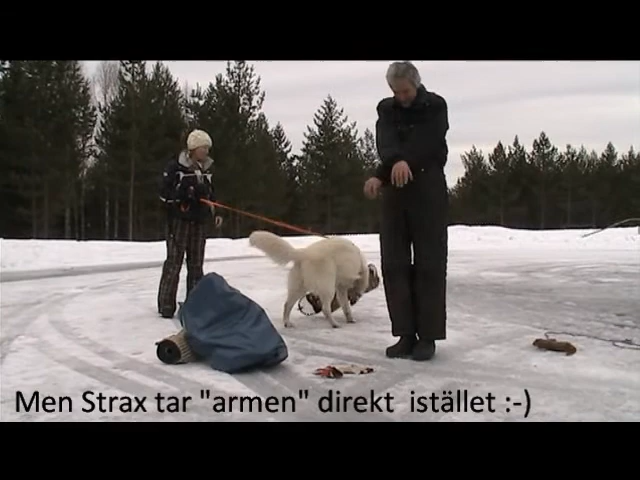 Men Strax tar "armen" direkt istället :-)